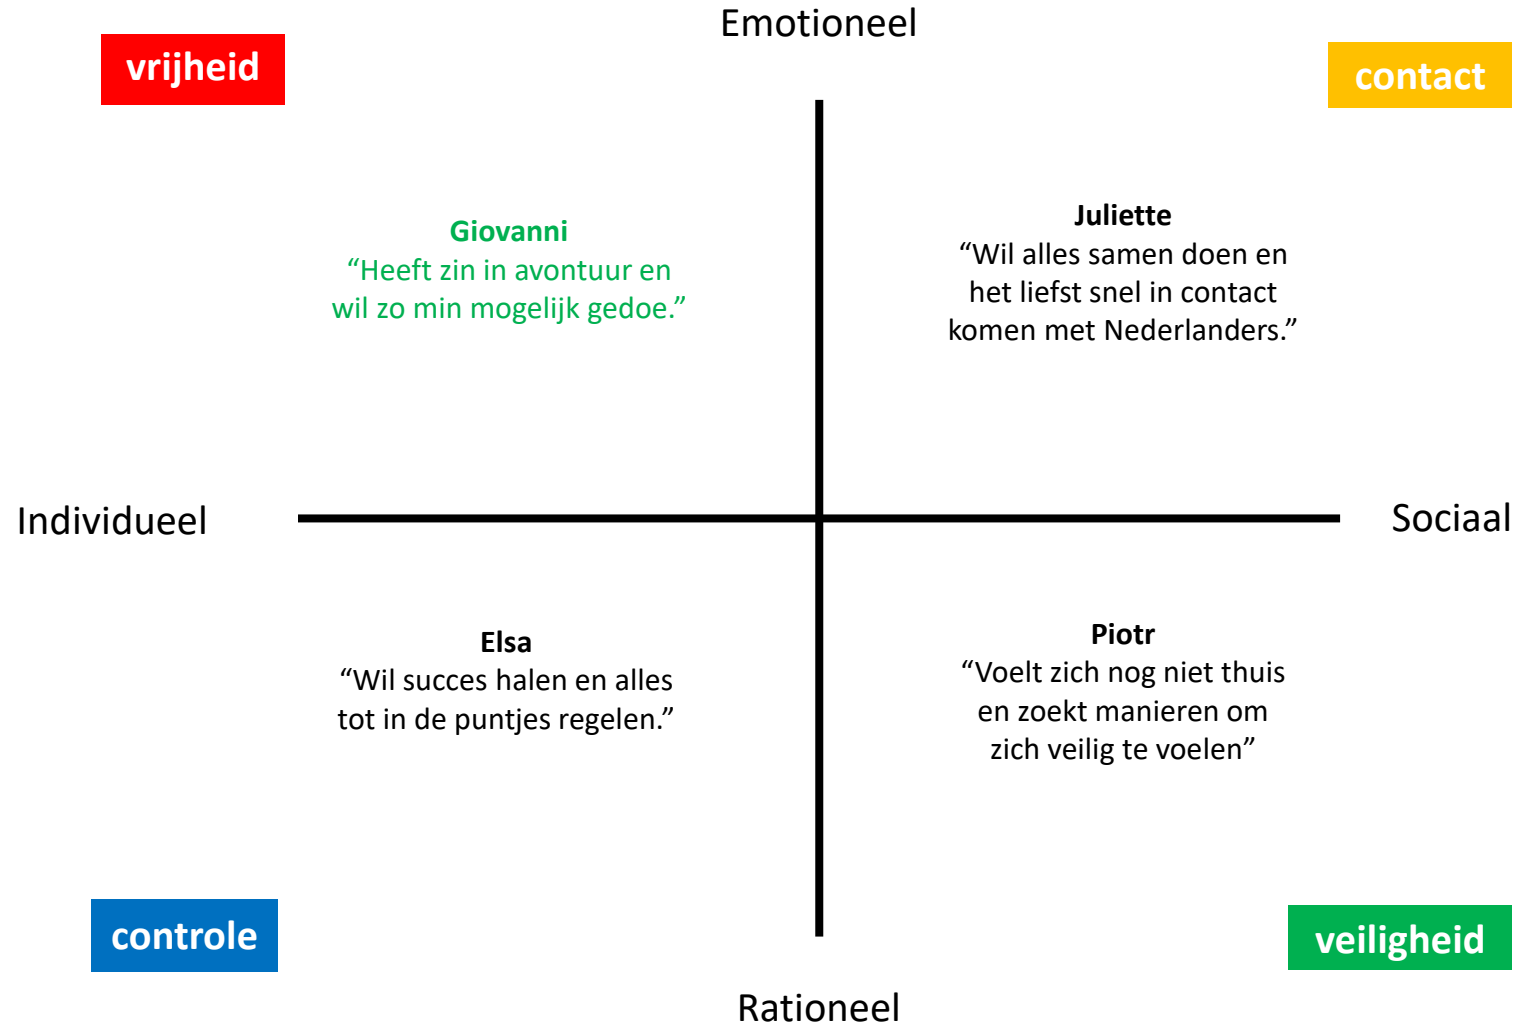 Emotioneel
vrijheid
contact
Giovanni
“Heeft zin in avontuur en
wil zo min mogelijk gedoe.”
Juliette
“Wil alles samen doen en
het liefst snel in contact
komen met Nederlanders.”
Individueel
Sociaal
Elsa
“Wil succes halen en alles
tot in de puntjes regelen.”
Piotr
“Voelt zich nog niet thuis
en zoekt manieren om
zich veilig te voelen”
controle
veiligheid
Rationeel